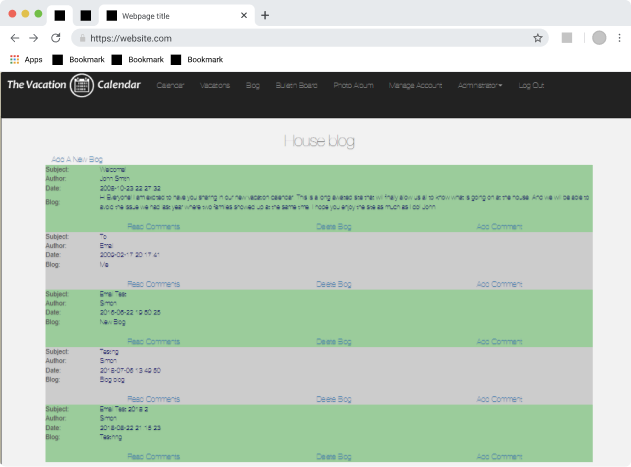 Webpage title
https://website.com
Apps Bookmark Bookmark Bookmark
The Vacation Calendar Calendar Vacations Blog Bulletin Board Photo Album Manage Account Administrator Log Out
House blog
Add A New Blog
Subject: Welcome!
Author: John Smith
Date: 2008-10-23 22:27:32
Blog: Hi Everyone! I am excited to have you sharing in our new vacation calendar. This is a long awaited site that will finally allow us all to know what is going on at the house. And we will be able to
avoid the issue we had last year where two families showed up at the same time. I hope you enjoy the site as much as I do! John
Read Comments Delete Blog Add Comment
Subject: To
Author: Email
Date: 2009-02-17 20:17:41
Blog: Me
Read Comments Delete Blog Add Comment
Subject: Email Test
Author: Simon
Date: 2016-06-22 19:50:25
Blog: New Blog
Read Comments Delete Blog Add Comment
Subject: Testing
Author: Simon
Date: 2018-07-06 13:49:50
Blog: Blog blog
Read Comments Delete Blog Add Comment
Subject: Email Test 2018 2
Author: Simon
Date: 2018-08-22 21:15:23
Blog: Testing
Read Comments Delete Blog Add Comment